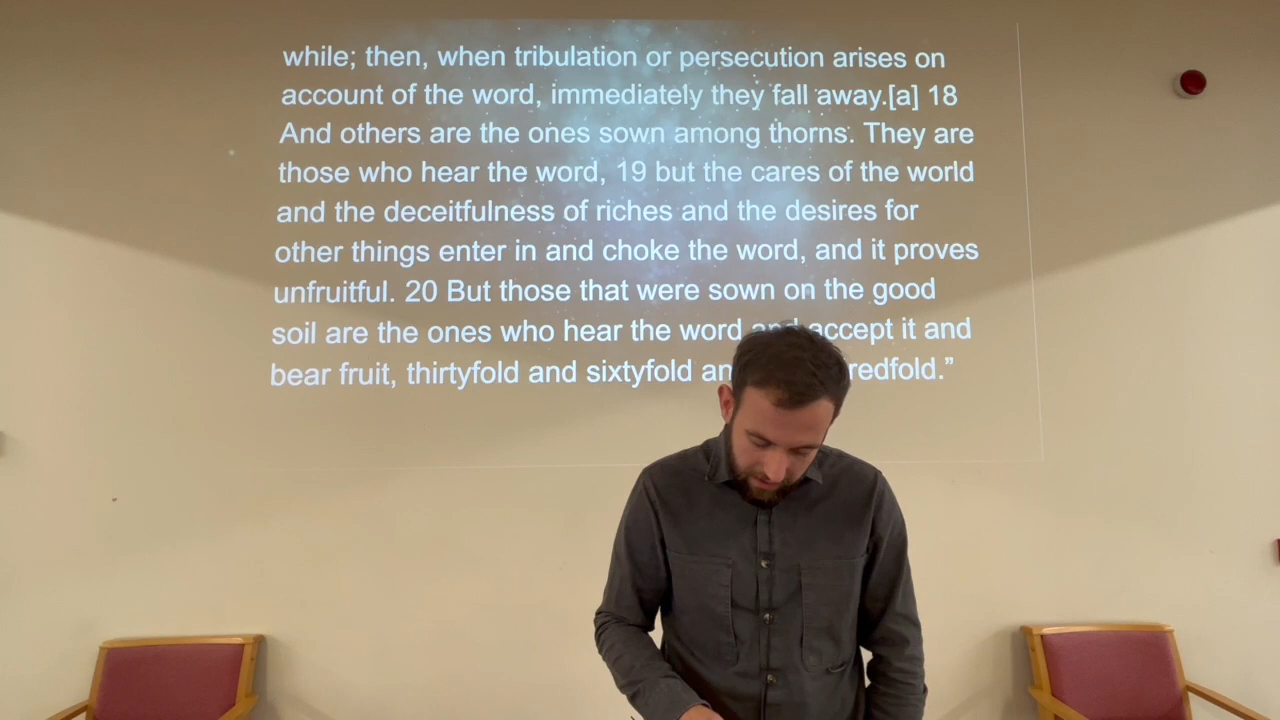 while; then, when tribulation or persecution arises on
account of the word, immediately they fall away.[a] 18
And others are the ones sown among thorns. They are
those who hear the word, 19 but the cares of the world
and the deceitfulness of riches and the desires for
other things enter in and choke the word, and it proves
unfruitful. 20 But those that were sown on the good
soil are the ones who hear the word and accept it and
bear fruit, thirtyfold and sixtyfold